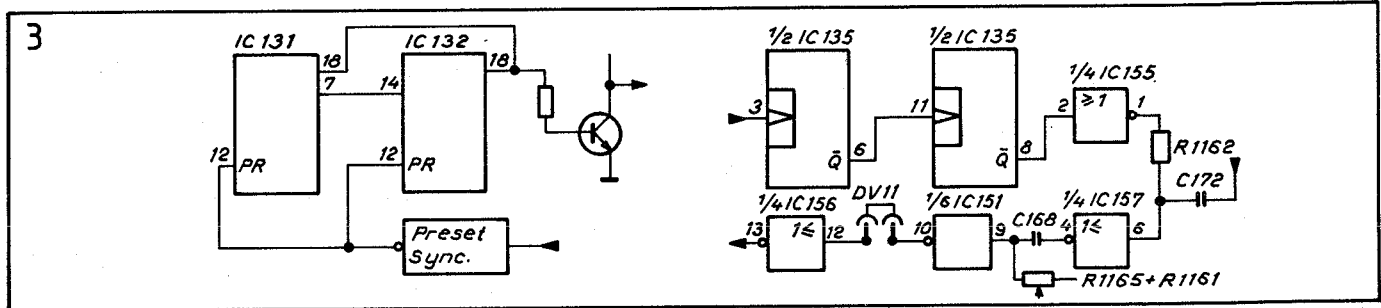 3
IC 131
IC 132
18
7
14
18
12
PR
12
PR
Preset
Sync.
1/2 IC 135
1/2 IC 135
1/4 IC 155
3
Q̄
6
11
Q̄
8
2
≥1
1
R1162
C172
1/4 IC 156
DV11
1/6 IC 151
1/4 IC 157
13
1≤
12
10
9
C168
4
1≤
6
R1165 + R1161